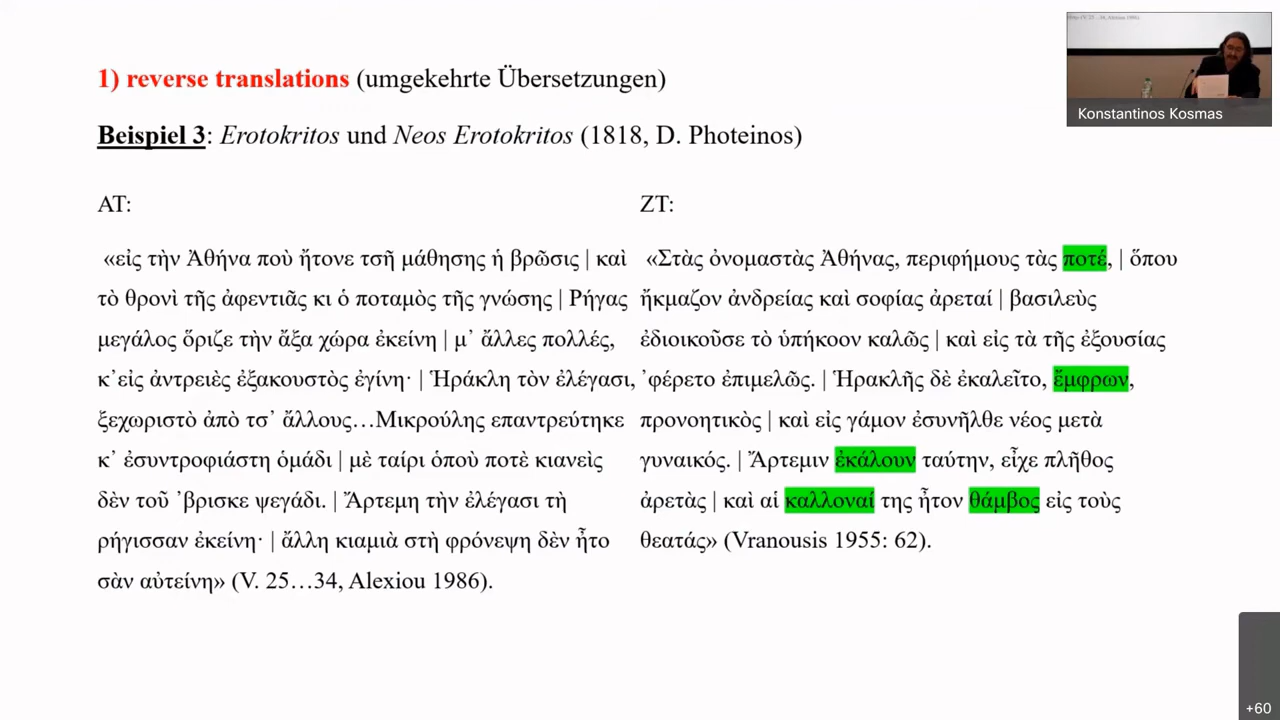 1) reverse translations (umgekehrte Übersetzungen)
Konstantinos Kosmas
Beispiel 3: Erotokritos und Neos Erotokritos (1818, D. Photeinos)
AT:
«εἰς τὴν Ἀθήνα ποὺ ἤτονε τσῆ μάθησης ἡ βρῶσις | καὶ
τὸ θρονὶ τῆς ἀφεντιᾶς κι ὁ ποταμὸς τῆς γνώσης | Ρήγας
μεγάλος ὅριζε τὴν ἄξα χώρα ἐκείνη | μ᾽ ἄλλες πολλές,
κ᾽εἰς ἀντρειὲς ἐξακουστὸς ἐγίνη· | Ἡράκλη τὸν ἐλέγασι,
ξεχωριστὸ ἀπὸ τσ᾽ ἄλλους…Μικρούλης επαντρεύτηκε
κ᾽ ἐσυντροφιάστη ὁμάδι | μὲ ταίρι ὁποὺ ποτὲ κιανεὶς
δὲν τοῦ ᾽βρισκε ψεγάδι. | Ἄρτεμη τὴν ἐλέγασι τὴ
ρήγισσαν ἐκείνη· | ἄλλη κιαμιὰ στὴ φρόνεψη δὲν ἦτο
σὰν αὐτείνη» (V. 25…34, Alexiou 1986).
ZT:
«Στὰς ὀνομαστὰς Ἀθήνας, περιφήμους τὰς ποτέ, | ὅπου
ἤκμαζον ἀνδρείας καὶ σοφίας ἀρεταί | βασιλεὺς
ἐδιοικοῦσε τὸ ὑπήκοον καλῶς | καὶ εἰς τὰ τῆς ἐξουσίας
᾽φέρετο ἐπιμελῶς. | Ἡρακλῆς δὲ ἐκαλεῖτο, ἔμφρων,
προνοητικὸς | καὶ εἰς γάμον ἐσυνῆλθε νέος μετὰ
γυναικός. | Ἄρτεμιν ἐκάλουν ταύτην, εἶχε πλῆθος
ἀρετὰς | καὶ αἱ καλλοναί της ἦτον θάμβος εἰς τοὺς
θεατάς» (Vranousis 1955: 62).
+60